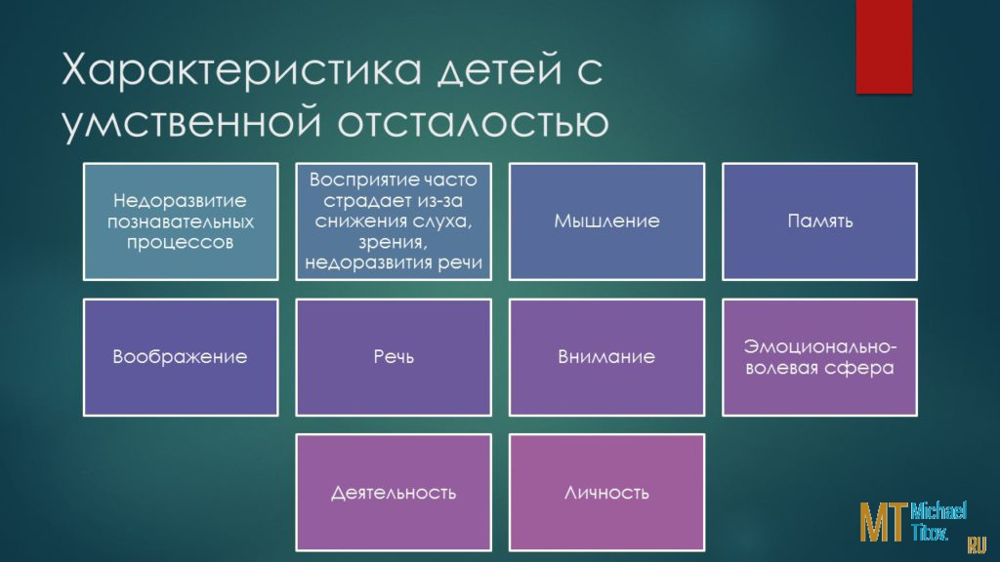 Характеристика детей с
умственной отсталостью
Недоразвитие
познавательных
процессов
Восприятие часто
страдает из-за
снижения слуха,
зрения,
недоразвития речи
Мышление
Память
Воображение
Речь
Внимание
Эмоционально-
волевая сфера
Деятельность
Личность
MT Michael
Titov.
RU